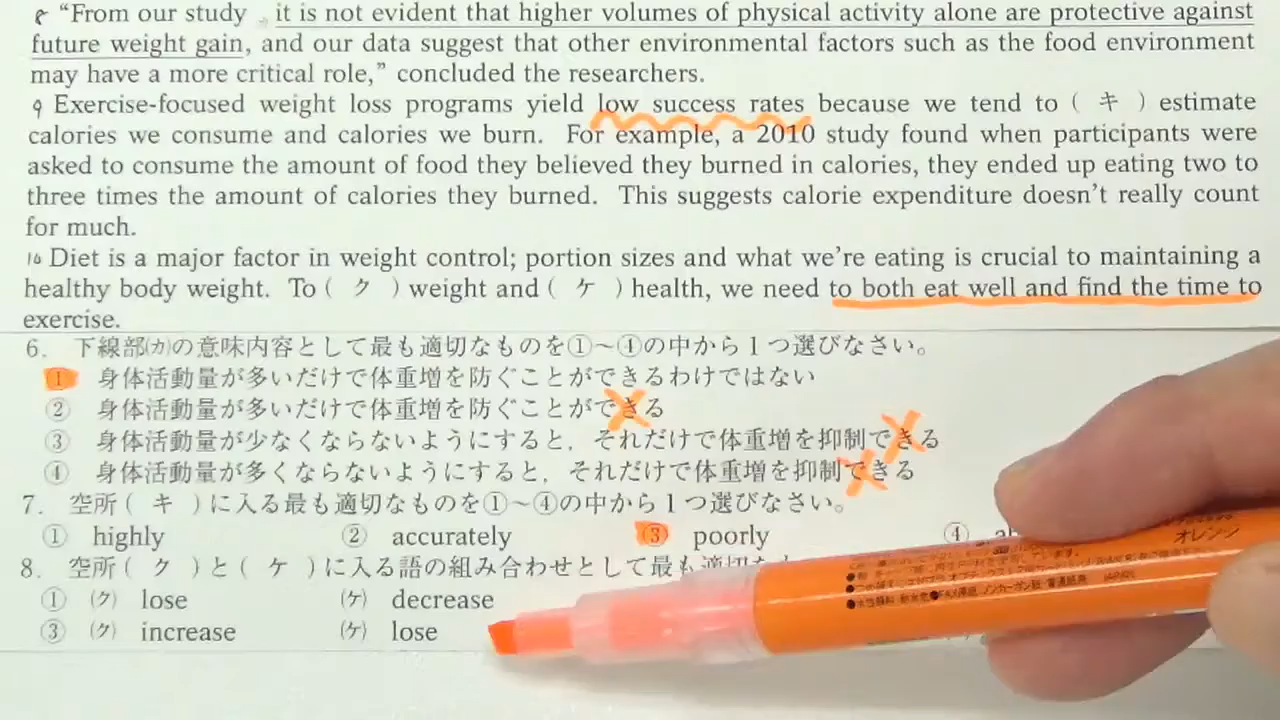 8 “From our study, it is not evident that higher volumes of physical activity alone are protective against
future weight gain, and our data suggest that other environmental factors such as the food environment
may have a more critical role,” concluded the researchers.
9 Exercise-focused weight loss programs yield low success rates because we tend to ( キ ) estimate
calories we consume and calories we burn. For example, a 2010 study found when participants were
asked to consume the amount of food they believed they burned in calories, they ended up eating two to
three times the amount of calories they burned. This suggests calorie expenditure doesn’t really count
for much.
10 Diet is a major factor in weight control; portion sizes and what we’re eating is crucial to maintaining a
healthy body weight. To ( ク ) weight and ( ケ ) health, we need to both eat well and find the time to
exercise.
6. 下線部(カ)の意味内容として最も適切なものを①～④の中から1つ選びなさい。
① 身体活動量が多いだけで体重増を防ぐことができるわけではない
② 身体活動量が多いだけで体重増を防ぐことができる
③ 身体活動量が少なくならないようにすると，それだけで体重増を抑制できる
④ 身体活動量が多くならないようにすると，それだけで体重増を抑制できる
7. 空所( キ )に入る最も適切なものを①～④の中から1つ選びなさい。
① highly ② accurately ③ poorly ④
8. 空所( ク )と( ケ )に入る語の組み合わせとして最も適切な
① (ク) lose (ケ) decrease
③ (ク) increase (ケ) lose
オレンジ